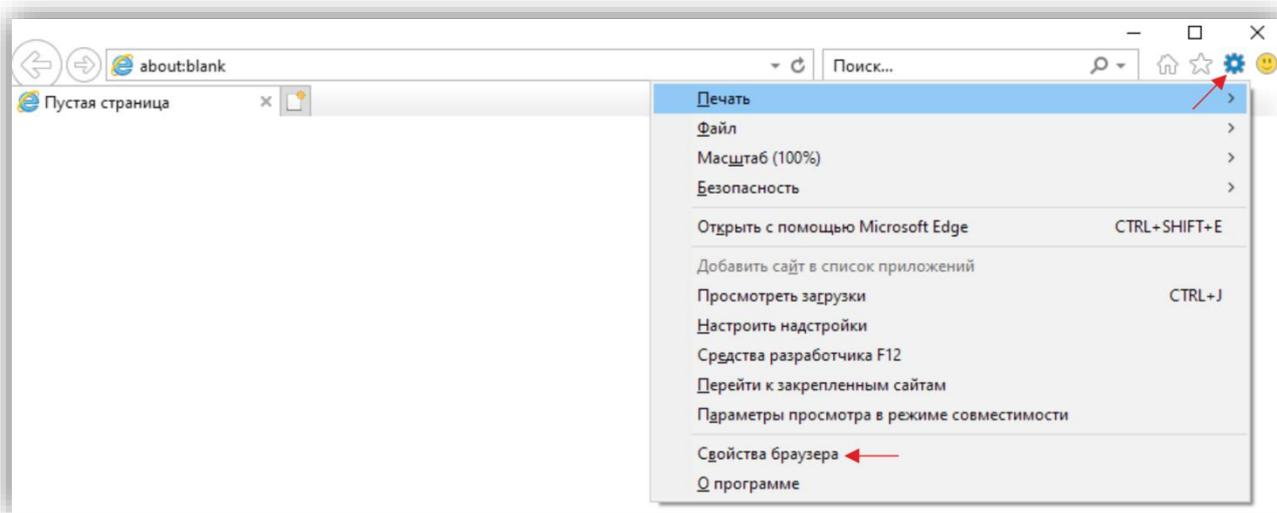 about:blank
Поиск...
Пустая страница
Печать
Файл
Масштаб (100%)
Безопасность
Открыть с помощью Microsoft Edge CTRL+SHIFT+E
Добавить сайт в список приложений
Просмотреть загрузки CTRL+J
Настроить надстройки
Средства разработчика F12
Перейти к закрепленным сайтам
Параметры просмотра в режиме совместимости
Свойства браузера
О программе